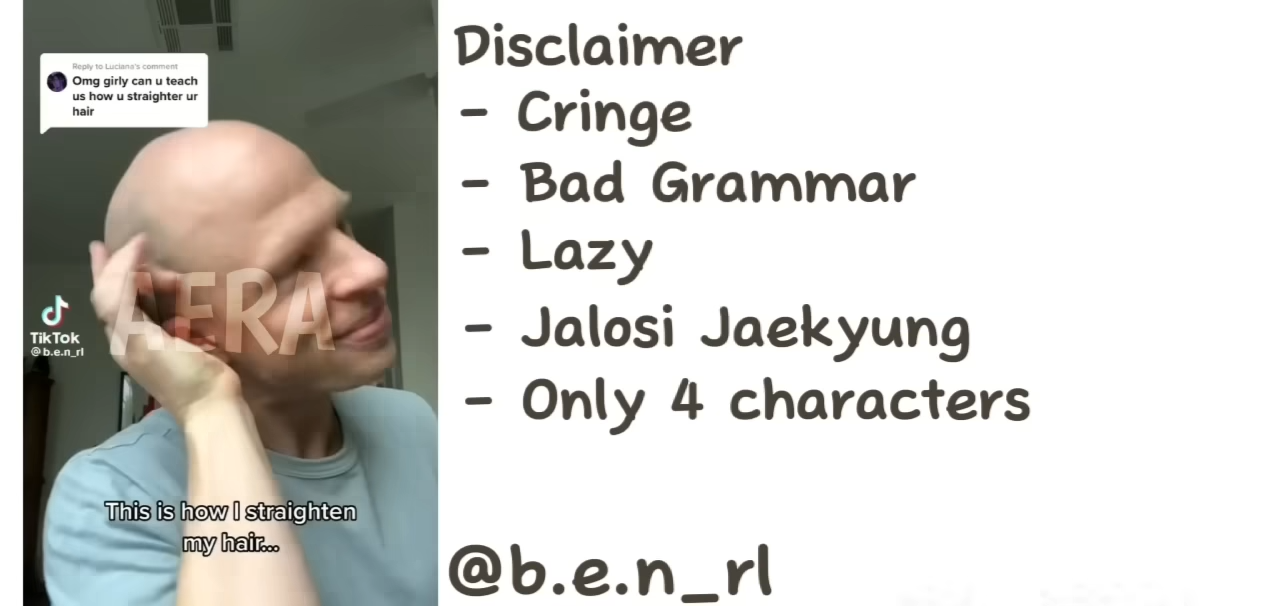 Reply to Luciana's comment
Omg girly can u teach
us how u straighter ur
hair
AERA
TikTok
@b.e.n_rl
This is how I straighten
my hair...
Disclaimer
- Cringe
- Bad Grammar
- Lazy
- Jalosi Jaekyung
- Only 4 characters
@b.e.n_rl